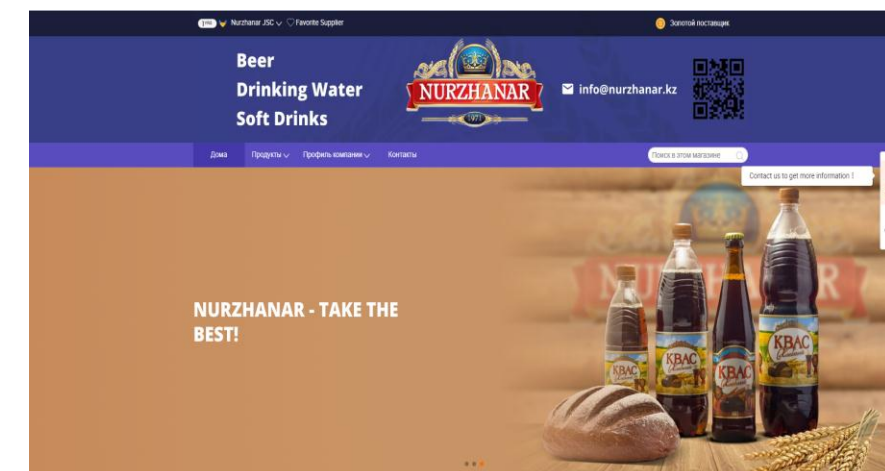 Nurzhanar JSC
Favorite Supplier
Золотой поставщик
Beer
Drinking Water
Soft Drinks
NURZHANAR
1971
info@nurzhanar.kz
Дома
Продукты
Профиль компании
Контакты
Поиск в этом магазине
Contact us to get more information !
NURZHANAR - TAKE THE
BEST!
КВАС
КВАС
КВАС
КВАС